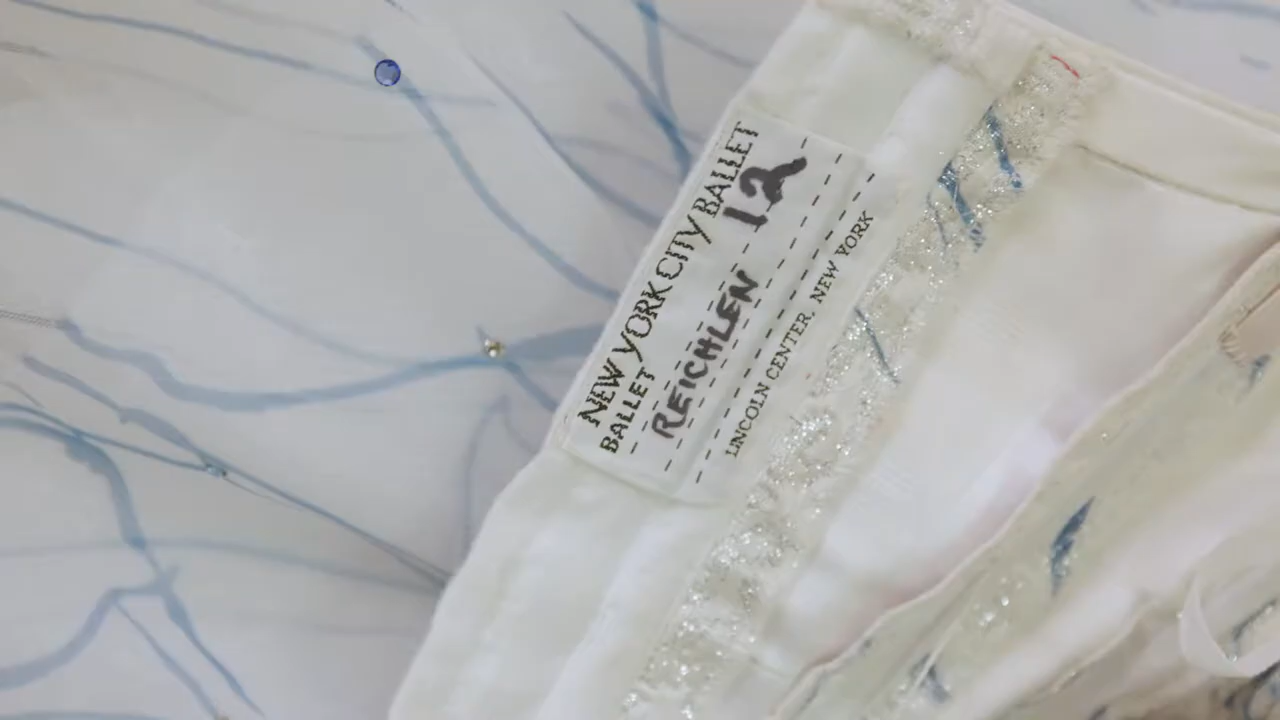 NEW YORK CITY BALLET
BALLET 12
REICHLEN
LINCOLN CENTER, NEW YORK